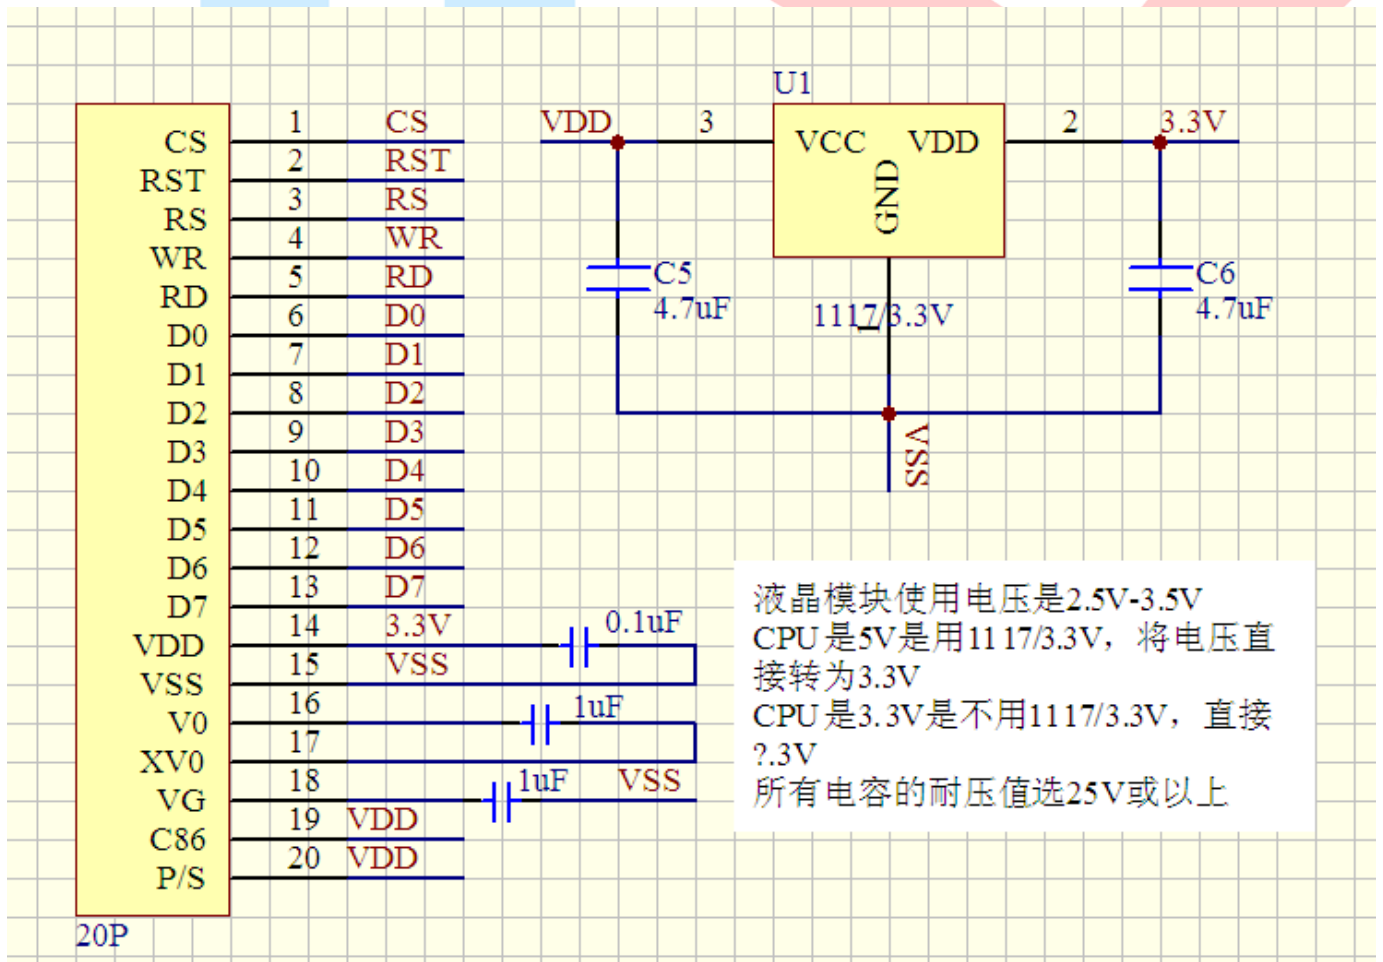 U1
CS 1 CS
RST 2 RST
RS 3 RS
WR 4 WR
RD 5 RD
D0 6 D0
D1 7 D1
D2 8 D2
D3 9 D3
D4 10 D4
D5 11 D5
D6 12 D6
D7 13 D7
VDD 14 3.3V 0.1uF
VSS 15 VSS
V0 16 1uF
XV0 17
VG 18 1uF VSS
C86 19 VDD
P/S 20 VDD
20P
VDD 3 VCC VDD 2 3.3V
GND
C5
4.7uF
1117/3.3V
1
C6
4.7uF
VSS
液晶模块使用电压是2.5V-3.5V
CPU是5V是用1117/3.3V，将电压直
接转为3.3V
CPU是3.3V是不用1117/3.3V，直接
?.3V
所有电容的耐压值选25V或以上